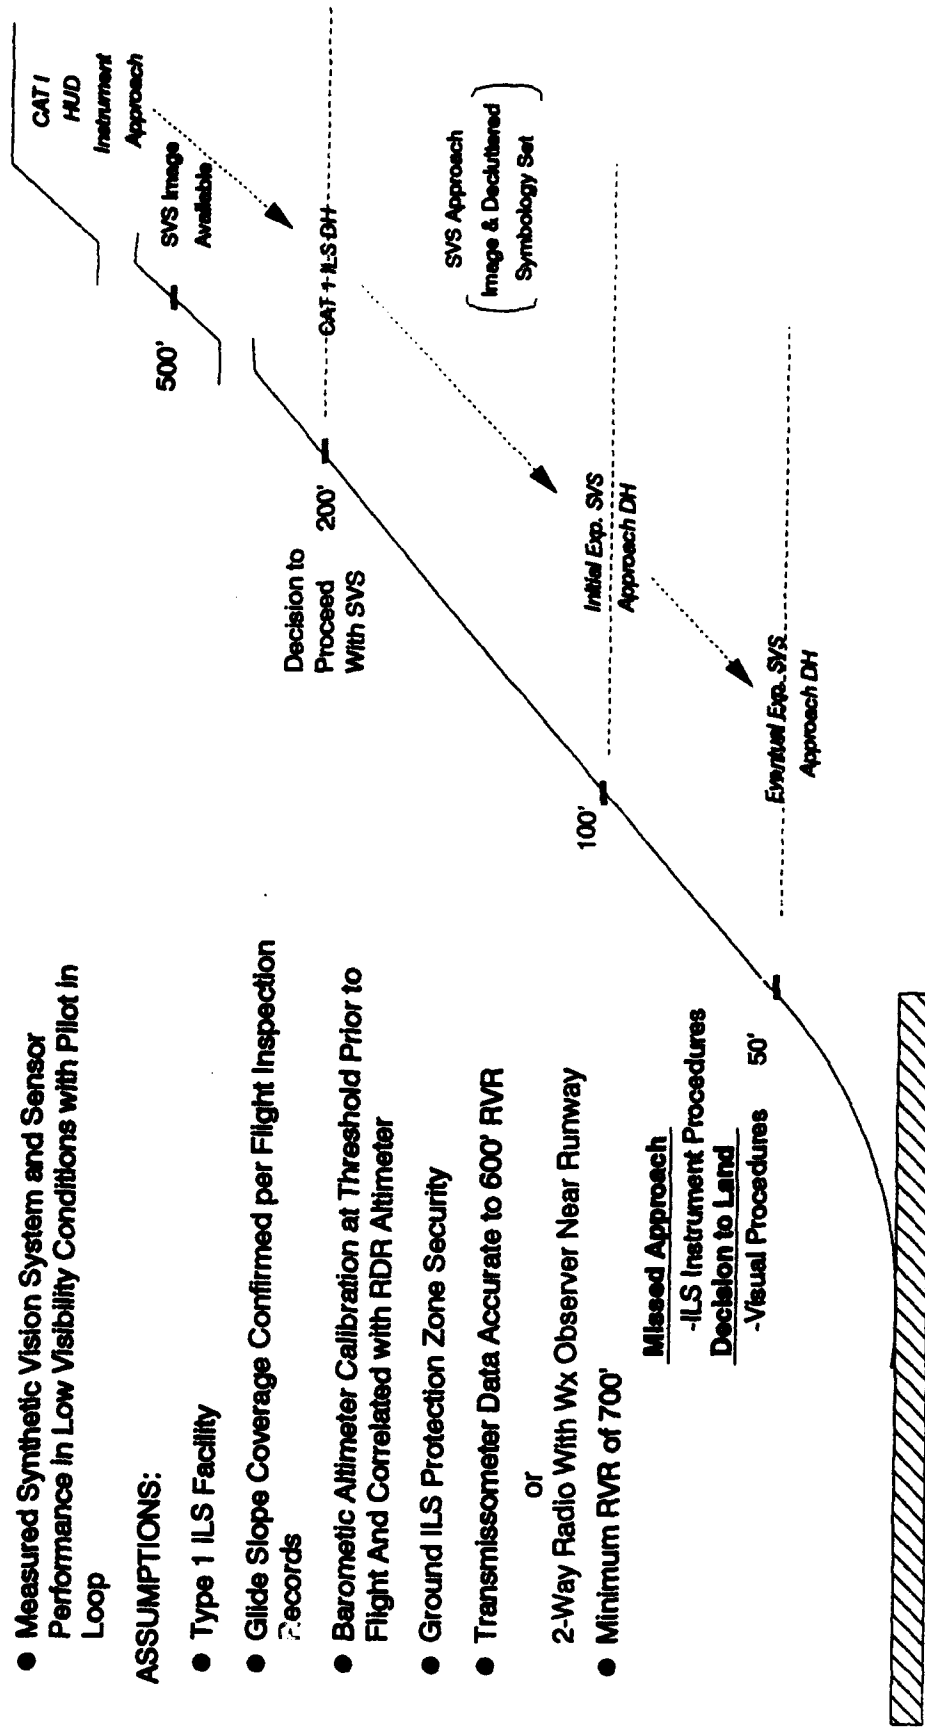 ● Measured Synthetic Vision System and Sensor
Performance in Low Visibility Conditions with Pilot in
Loop
ASSUMPTIONS:
● Type 1 ILS Facility
● Glide Slope Coverage Confirmed per Flight Inspection
Records
● Barometic Altimeter Calibration at Threshold Prior to
Flight And Correlated with RDR Altimeter
● Ground ILS Protection Zone Security
● Transmissometer Data Accurate to 600' RVR
or
2-Way Radio With Wx Observer Near Runway
● Minimum RVR of 700'
Missed Approach
-ILS Instrument Procedures
Decision to Land
-Visual Procedures
50'
100'
Decision to
Proceed
With SVS
200'
500'
SVS Image
Available
CAT I
HUD
Instrument
Approach
CAT 1 ILS DH
SVS Approach
Image & Decluttered
Symbology Set
Initial Exp. SVS
Approach DH
Eventual Exp. SVS
Approach DH